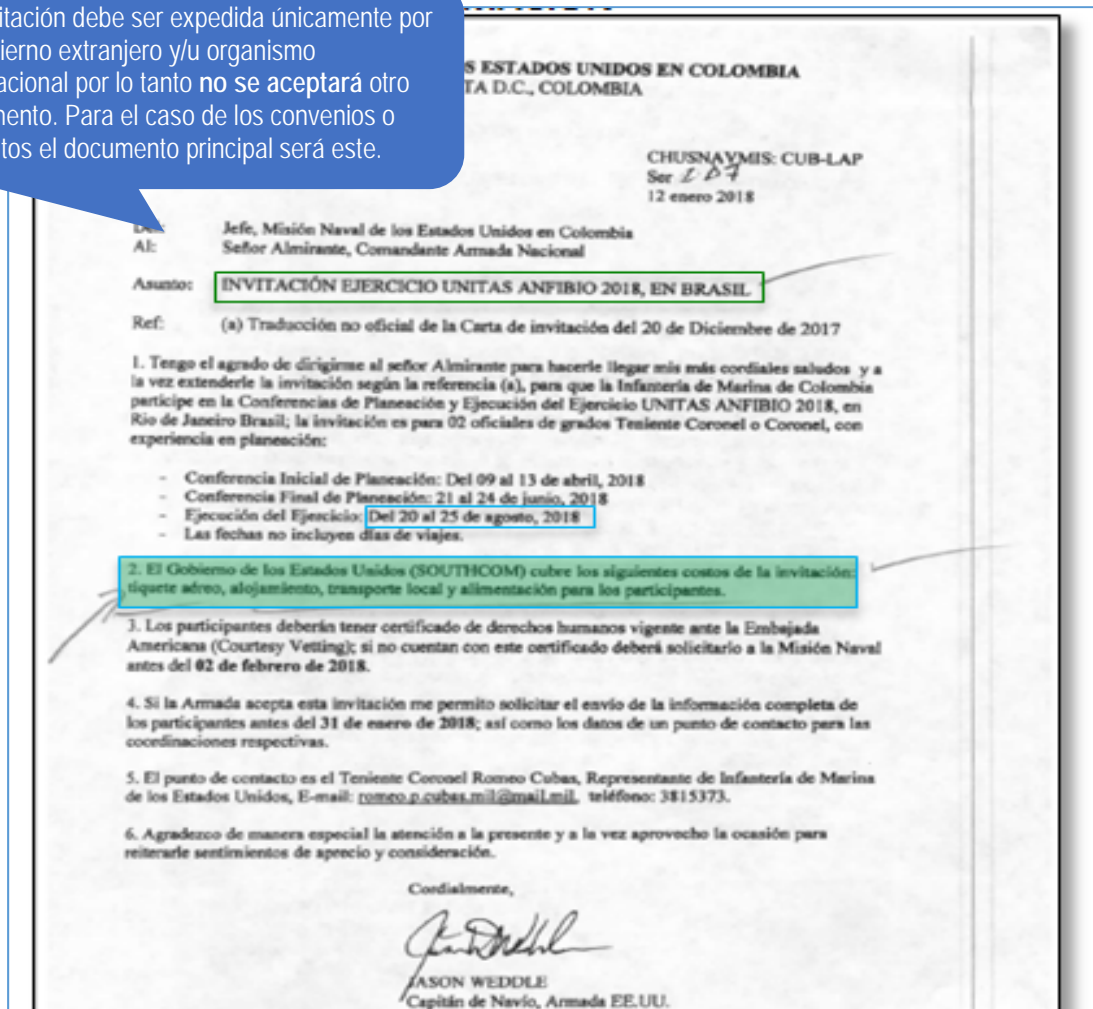 itación debe ser expedida únicamente por
ierno extranjero y/u organismo
acional por lo tanto no se aceptará otro
mento. Para el caso de los convenios o
tos el documento principal será este.
S ESTADOS UNIDOS EN COLOMBIA
TA D.C., COLOMBIA
CHUSNAVMIS: CUB-LAP
Ser
12 enero 2018
Jefe, Misión Naval de los Estados Unidos en Colombia
Al: Señor Almirante, Comandante Armada Nacional
Asunto: INVITACIÓN EJERCICIO UNITAS ANFIBIO 2018, EN BRASIL
Ref: (a) Traducción no oficial de la Carta de invitación del 20 de Diciembre de 2017
1. Tengo el agrado de dirigirme al señor Almirante para hacerle llegar mis más cordiales saludos y a
la vez extenderle la invitación según la referencia (a), para que la Infantería de Marina de Colombia
participe en la Conferencias de Planeación y Ejecución del Ejercicio UNITAS ANFIBIO 2018, en
Rio de Janeiro Brasil; la invitación es para 02 oficiales de grados Teniente Coronel o Coronel, con
experiencia en planeación:
- Conferencia Inicial de Planeación: Del 09 al 13 de abril, 2018
- Conferencia Final de Planeación: 21 al 24 de junio, 2018
- Ejecución del Ejercicio: Del 20 al 25 de agosto, 2018
- Las fechas no incluyen días de viajes.
2. El Gobierno de los Estados Unidos (SOUTHCOM) cubre los siguientes costos de la invitación:
tiquete aéreo, alojamiento, transporte local y alimentación para los participantes.
3. Los participantes deberán tener certificado de derechos humanos vigente ante la Embajada
Americana (Courtesy Vetting); si no cuentan con este certificado deberá solicitarlo a la Misión Naval
antes del 02 de febrero de 2018.
4. Si la Armada acepta esta invitación me permito solicitar el envío de la información completa de
los participantes antes del 31 de enero de 2018; así como los datos de un punto de contacto para las
coordinaciones respectivas.
5. El punto de contacto es el Teniente Coronel Romeo Cubas, Representante de Infantería de Marina
de los Estados Unidos, E-mail: romeo.p.cubas.mil@mail.mil, teléfono: 3815373.
6. Agradezco de manera especial la atención a la presente y a la vez aprovecho la ocasión para
reiterarle sentimientos de aprecio y consideración.
Cordialmente,
JASON WEDDLE
Capitán de Navío, Armada EE.UU.